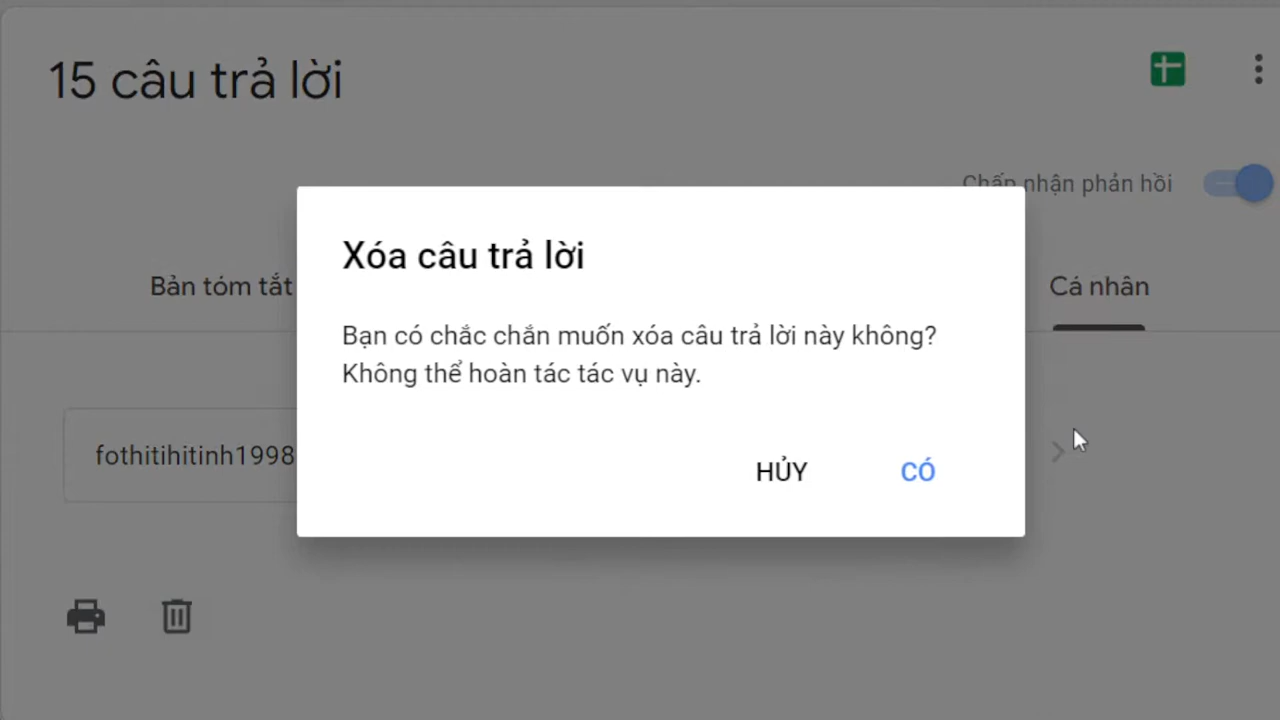 15 câu trả lời
Chấp nhận phản hồi
Xóa câu trả lời
Bản tóm tắt
Cá nhân
Bạn có chắc chắn muốn xóa câu trả lời này không?
Không thể hoàn tác tác vụ này.
fothitihitinh1998
HỦY
CÓ